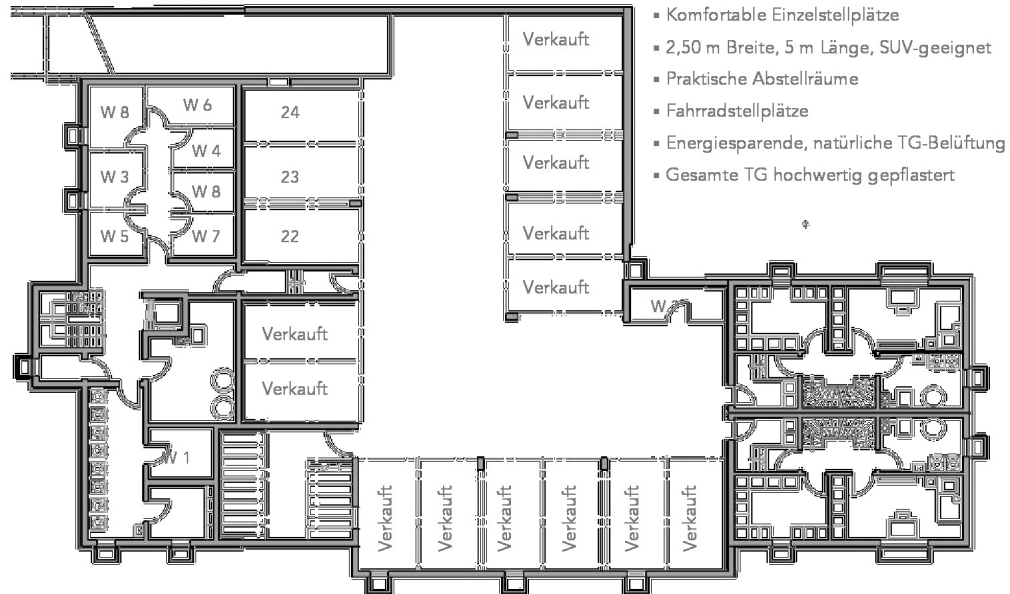 ▪ Komfortable Einzelstellplätze
▪ 2,50 m Breite, 5 m Länge, SUV-geeignet
▪ Praktische Abstellräume
▪ Fahrradstellplätze
▪ Energiesparende, natürliche TG-Belüftung
▪ Gesamte TG hochwertig gepflastert
Verkauft
Verkauft
Verkauft
Verkauft
Verkauft
W 8
W 6
W 4
W 3
W 8
W 5
W 7
24
23
22
Verkauft
Verkauft
W 1
Verkauft
Verkauft
Verkauft
Verkauft
Verkauft
Verkauft